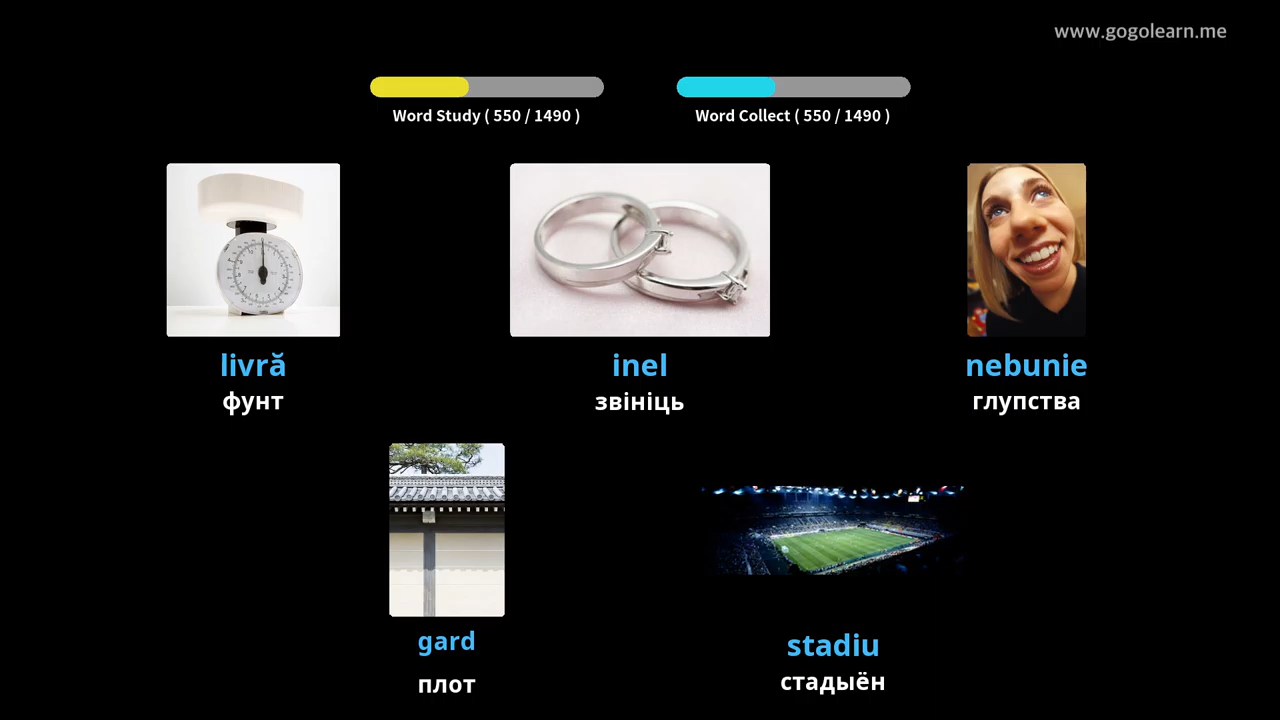 www.gogolearn.me
Word Study ( 550 / 1490 )
Word Collect ( 550 / 1490 )
livră
фунт
inel
звініць
nebunie
глупства
gard
плот
stadiu
стадыён